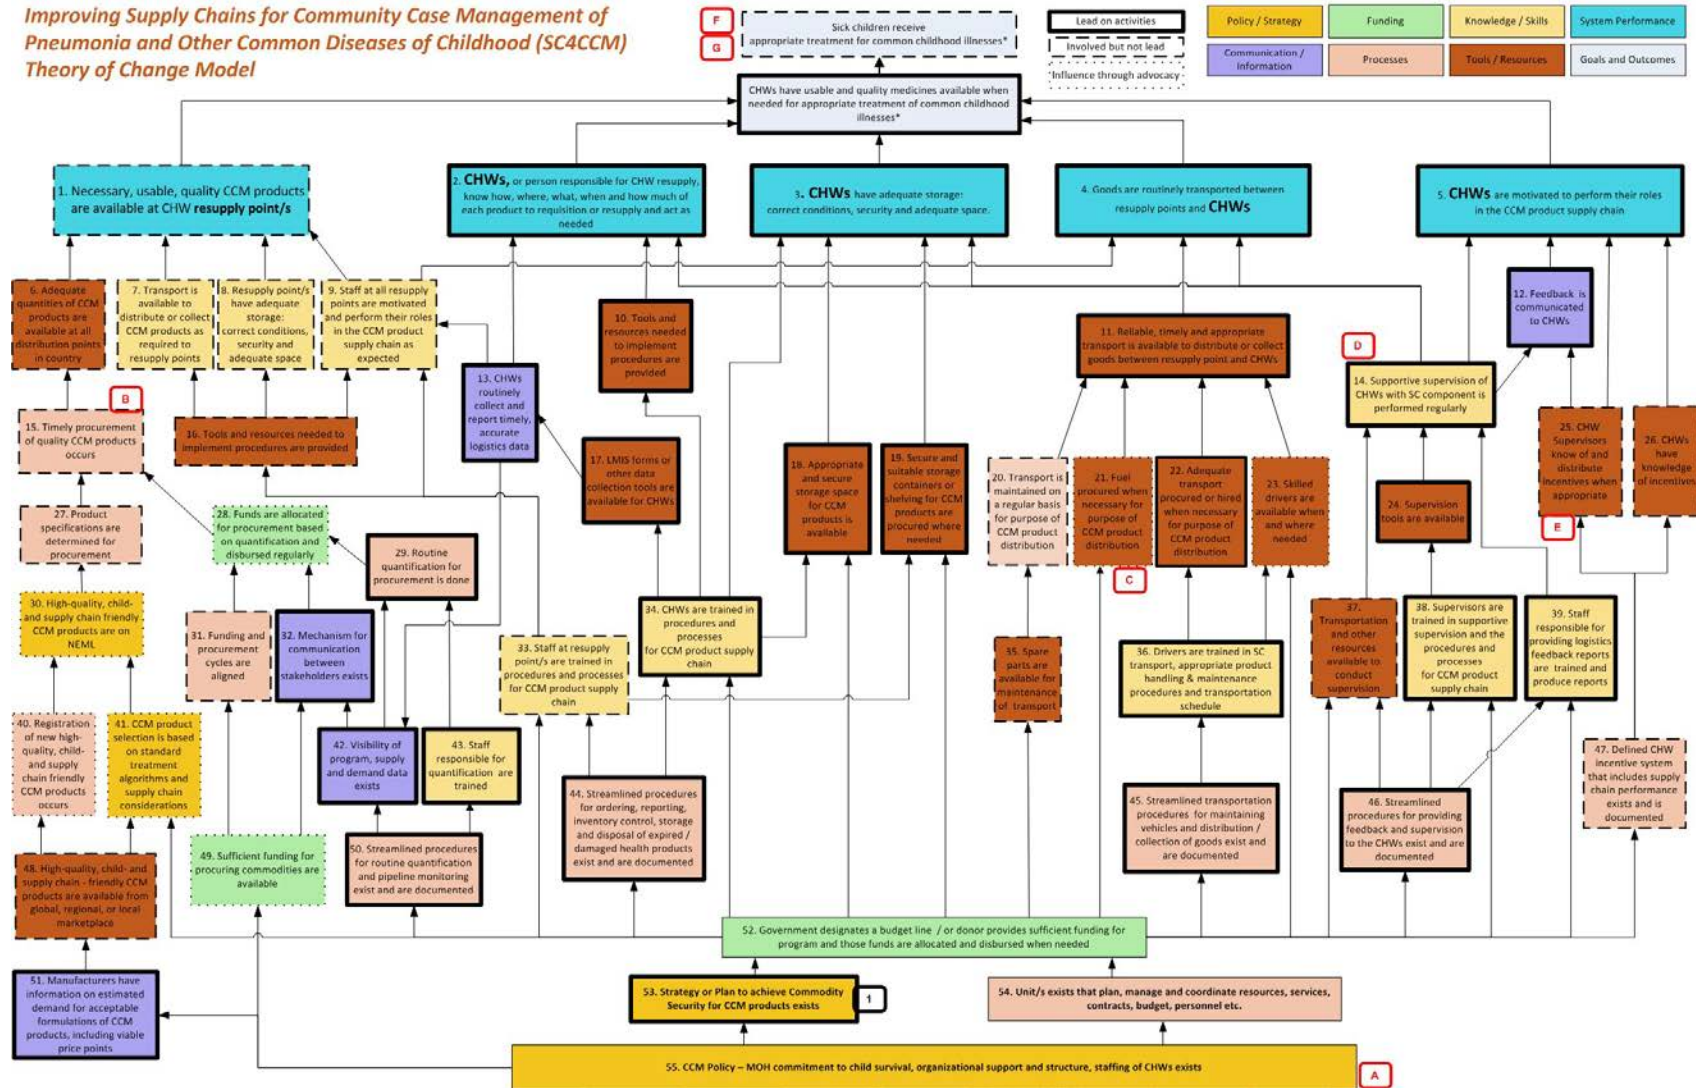 Improving Supply Chains for Community Case Management of
Pneumonia and Other Common Diseases of Childhood (SC4CCM)
Theory of Change Model
F
G
Sick children receive
appropriate treatment for common childhood illnesses*
Lead on activities
Involved but not lead
Influence through advocacy
Policy / Strategy
Funding
Knowledge / Skills
System Performance
Communication /
Information
Processes
Tools / Resources
Goals and Outcomes
CHWs have usable and quality medicines available when
needed for appropriate treatment of common childhood
illnesses*
1. Necessary, usable, quality CCM products
are available at CHW resupply point/s
2. CHWs, or person responsible for CHW resupply,
know how, where, what, when and how much of
each product to requisition or resupply and act as
needed
3. CHWs have adequate storage:
correct conditions, security and adequate space.
4. Goods are routinely transported between
resupply points and CHWs
5. CHWs are motivated to perform their roles
in the CCM product supply chain
6. Adequate
quantities of CCM
products are
available at all
distribution points
in country
7. Transport is
available to
distribute or collect
CCM products as
required to
resupply points
8. Resupply point/s
have adequate
storage:
correct conditions,
security and
adequate space
9. Staff at all resupply
points are motivated
and perform their roles
in the CCM product
supply chain as
expected
10. Tools and
resources needed
to implement
procedures are
provided
11. Reliable, timely and appropriate
transport is available to distribute or collect
goods between resupply point and CHWs
12. Feedback is
communicated
to CHWs
13. CHWs
routinely collect
and
report timely,
accurate
logistics data
D
14. Supportive supervision of
CHWs with SC component is
performed regularly
B
15. Timely procurement
of quality CCM products
occurs
16. Tools and resources needed to
implement procedures are provided
17. LMIS forms or
other data
collection tools are
available for CHWs
18. Appropriate
and secure
storage space
for CCM
products is
available
19. Secure and
suitable storage
containers or
shelving for CCM
products are
procured where
needed
20. Transport is
maintained on
a regular basis
for purpose of
CCM product
distribution
21. Fuel
procured when
necessary for
purpose of
CCM product
distribution
22. Adequate
transport
procured or hired
when necessary
for purpose of
CCM product
distribution
23. Skilled
drivers are
available when
and where
needed
24. Supervision
tools are available
25. CHW
Supervisors
know of and
distribute
incentives when
appropriate
26. CHWs
have
knowledge
of incentives
E
C
27. Product
specifications are
determined for
procurement
28. Funds are allocated
for procurement based
on quantification and
disbursed regularly
29. Routine
quantification for
procurement is done
30. High-quality, child-
and supply chain friendly
CCM products are on
NEML
31. Funding and
procurement
cycles are
aligned
32. Mechanism for
communication
between
stakeholders exists
33. Staff at resupply
point/s are trained in
procedures and processes
for CCM product supply
chain
34. CHWs are trained in
procedures and
processes
for CCM product supply
chain
35. Spare
parts are
available for
maintenance
of transport
36. Drivers are trained in SC
transport, appropriate product
handling & maintenance
procedures and transportation
schedule
37.
Transportation
and other
resources
available to
conduct
supervision
38. Supervisors are
trained in supportive
supervision and the
procedures and
processes
for CCM product
supply chain
39. Staff
responsible for
providing logistics
feedback reports
are trained and
produce reports
40. Registration
of new high-
quality, child-
and supply
chain friendly
CCM products
occurs
41. CCM product
selection is based
on standard
treatment
algorithms and
supply chain
considerations
42. Visibility of
program, supply
and demand data
exists
43. Staff
responsible for
quantification are
trained
44. Streamlined procedures
for ordering, reporting,
inventory control, storage
and disposal of expired /
damaged health products
exist and are documented
45. Streamlined transportation
procedures for maintaining
vehicles and distribution /
collection of goods exist and
are documented
46. Streamlined
procedures for providing
feedback and supervision
to the CHWs exist and are
documented
47. Defined CHW
incentive system
that includes supply
chain performance
exists and is
documented
48. High-quality, child- and
supply chain - friendly CCM
products are available from
global, regional, or local
marketplace
49. Sufficient funding for
procuring commodities are
available
50. Streamlined procedures
for routine quantification
and pipeline monitoring
exist and are documented
51. Manufacturers have
information on estimated
demand for acceptable
formulations of CCM
products, including viable
price points
52. Government designates a budget line / or donor provides sufficient funding for
program and those funds are allocated and disbursed when needed
53. Strategy or Plan to achieve Commodity
Security for CCM products exists
1
54. Unit/s exists that plan, manage and coordinate resources, services,
contracts, budget, personnel etc.
55. CCM Policy – MOH commitment to child survival, organizational support and structure, staffing of CHWs exists
A